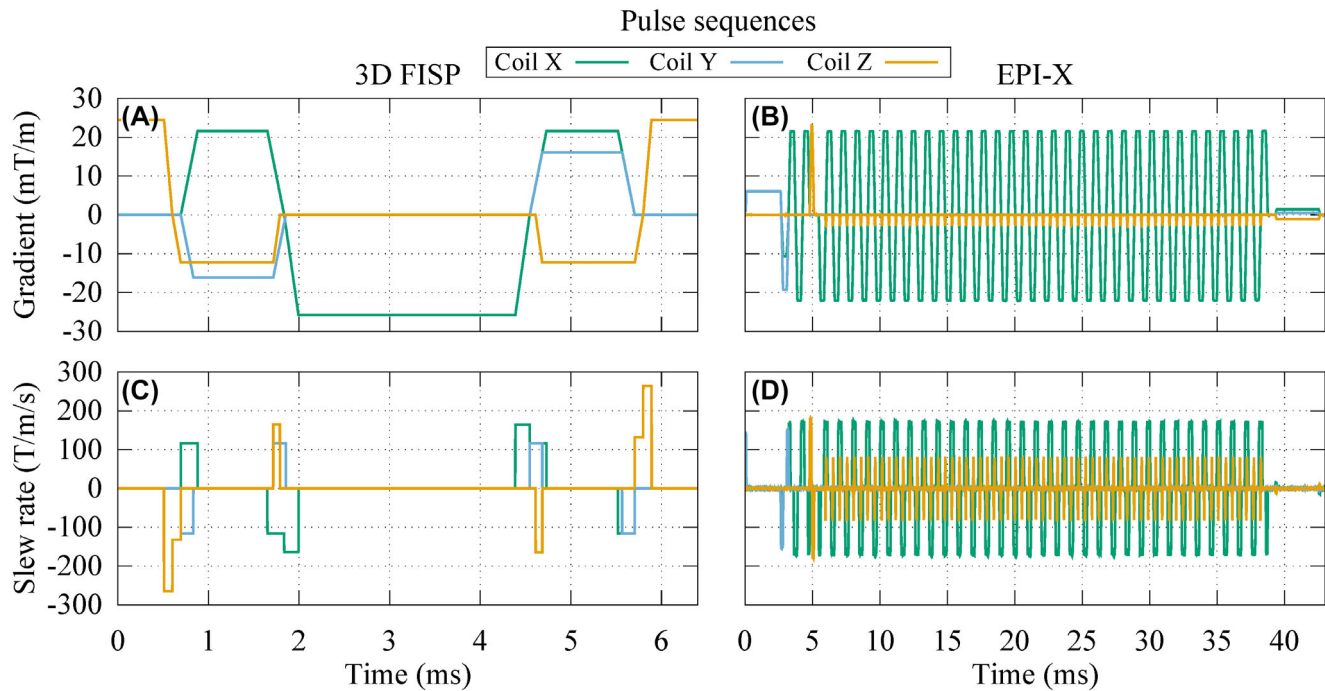 Pulse sequences
Coil X Coil Y Coil Z
3D FISP EPI-X
(A)
30
20
10
0
-10
-20
-30
Gradient (mT/m)
(B)
(C)
300
200
100
0
-100
-200
-300
Slew rate (T/m/s)
0 1 2 3 4 5 6
Time (ms)
(D)
0 5 10 15 20 25 30 35 40
Time (ms)